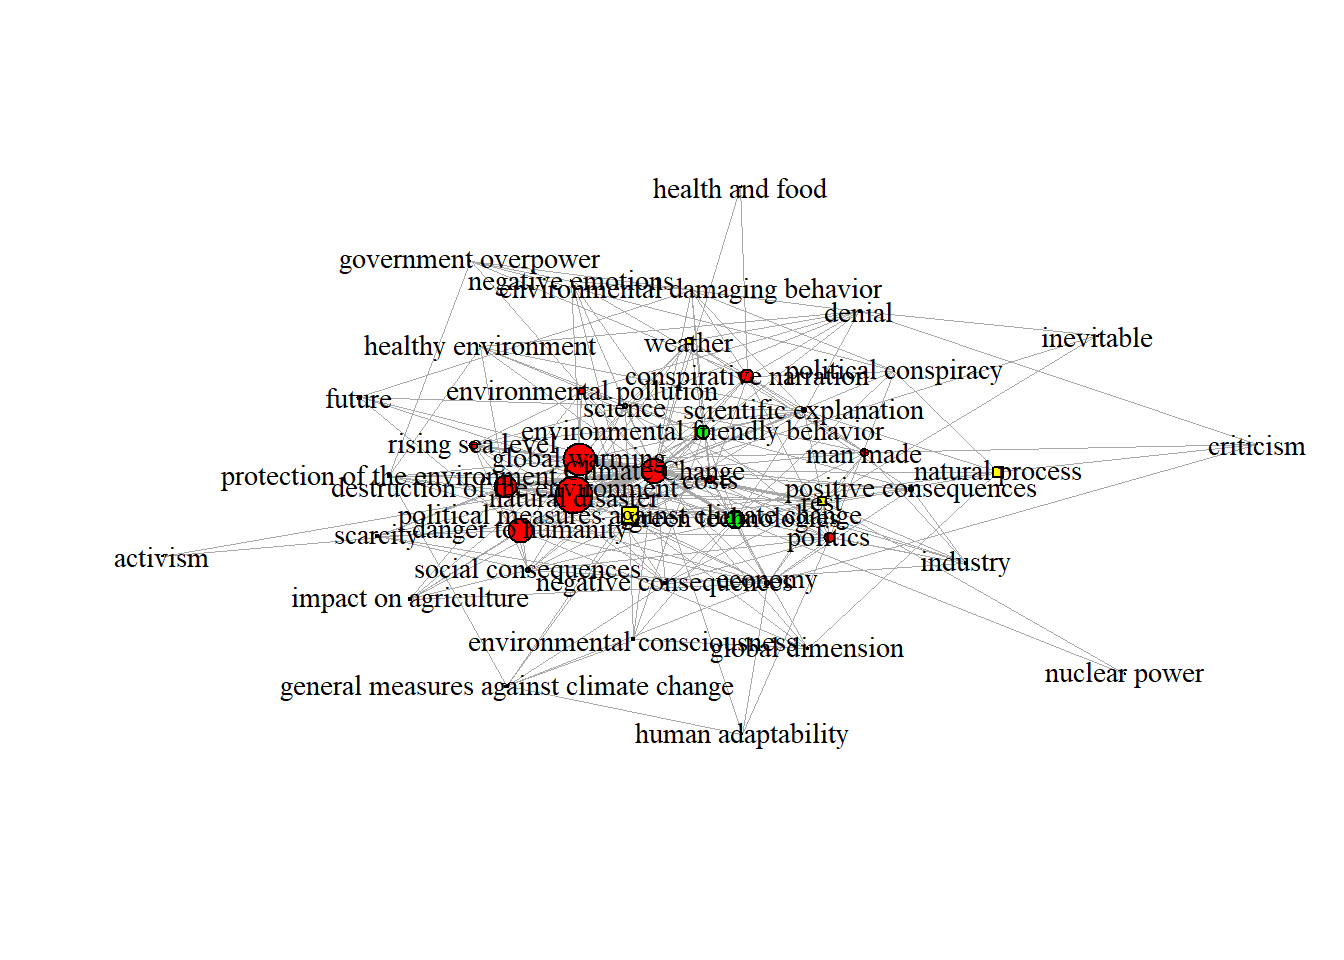 health and food
government overpower
negative emotions
environmental damaging behavior
denial
inevitable
weather
healthy environment
conspirative narration
political conspiracy
environmental pollution
future
science
scientific explanation
environmental friendly behavior
rising sea level
criticism
man made
global warming
climate change
natural process
protection of the environment
costs
destruction of the environment
positive consequences
natural disaster
rest
political measures against climate change
green technologies
danger to humanity
scarcity
politics
activism
industry
social consequences
negative consequences
economy
impact on agriculture
environmental consciousness
global dimension
nuclear power
general measures against climate change
human adaptability